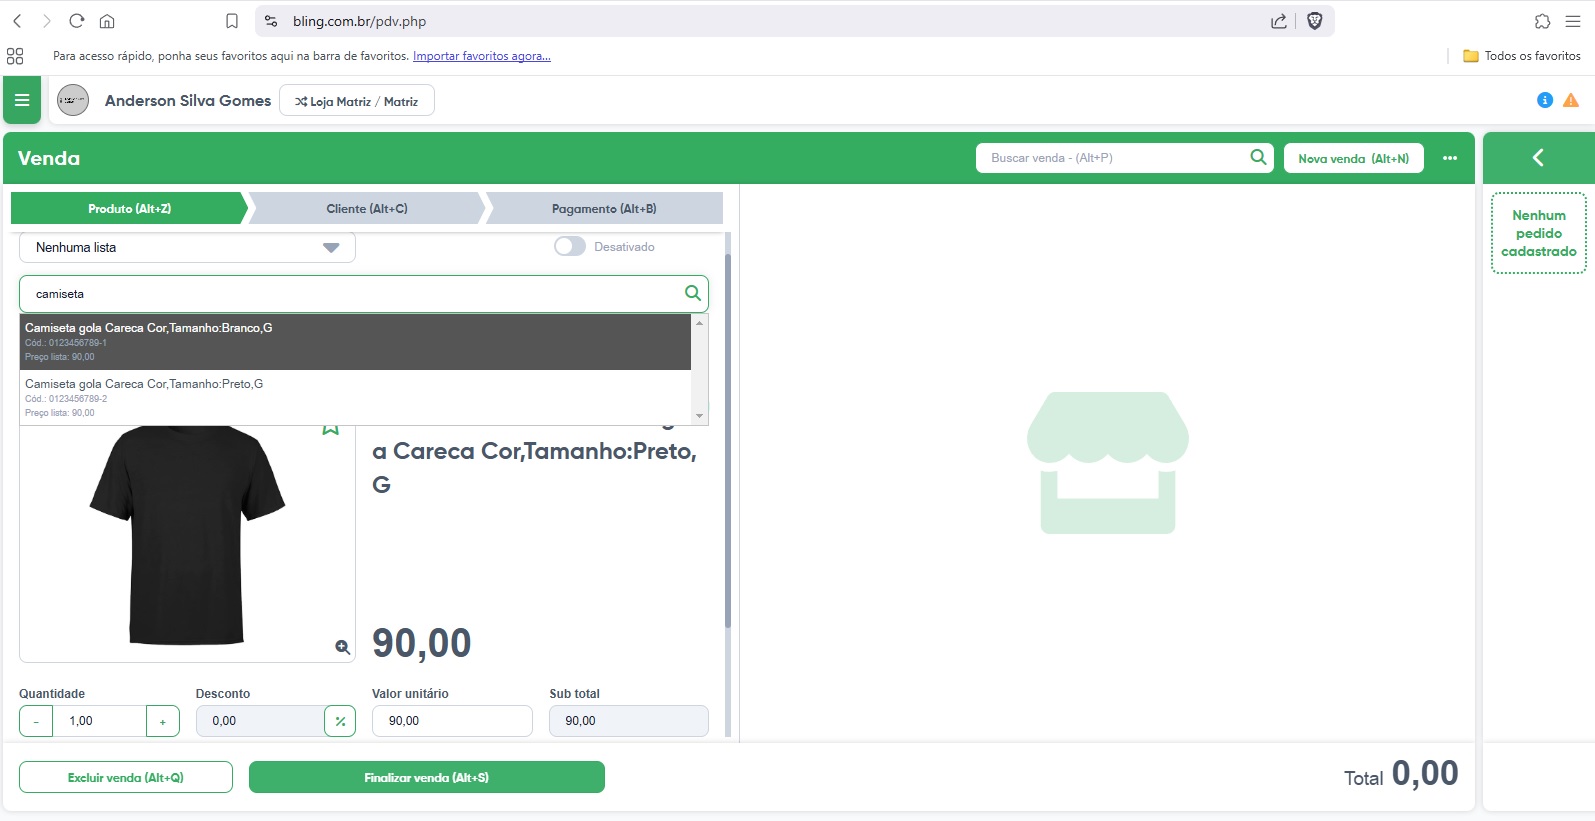 bling.com.br/pdv.php
Para acesso rápido, ponha seus favoritos aqui na barra de favoritos. Importar favoritos agora...
Todos os favoritos
Anderson Silva Gomes
Loja Matriz / Matriz
Venda
Buscar venda - (Alt+P)
Nova venda (Alt+N)
Produto (Alt+Z)
Cliente (Alt+C)
Pagamento (Alt+B)
Nenhum
pedido
cadastrado
Nenhuma lista
Desativado
camiseta
Camiseta gola Careca Cor,Tamanho:Branco,G
Cód.: 0123456789-1
Preço lista: 90,00
Camiseta gola Careca Cor,Tamanho:Preto,G
Cód.: 0123456789-2
Preço lista: 90,00
a Careca Cor,Tamanho:Preto,
G
90,00
Quantidade
Desconto
Valor unitário
Sub total
- 1,00 +
0,00 %
90,00
90,00
Excluir venda (Alt+Q)
Finalizar venda (Alt+S)
Total 0,00